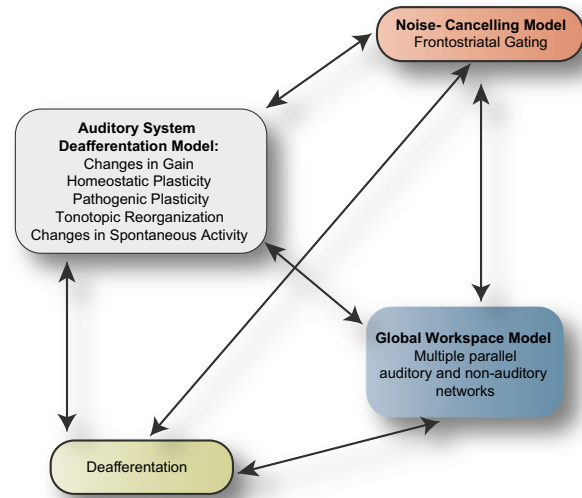 Noise- Cancelling Model
Frontostriatal Gating
Auditory System
Deafferentation Model:
Changes in Gain
Homeostatic Plasticity
Pathogenic Plasticity
Tonotopic Reorganization
Changes in Spontaneous Activity
Global Workspace Model
Multiple parallel
auditory and non-auditory
networks
Deafferentation